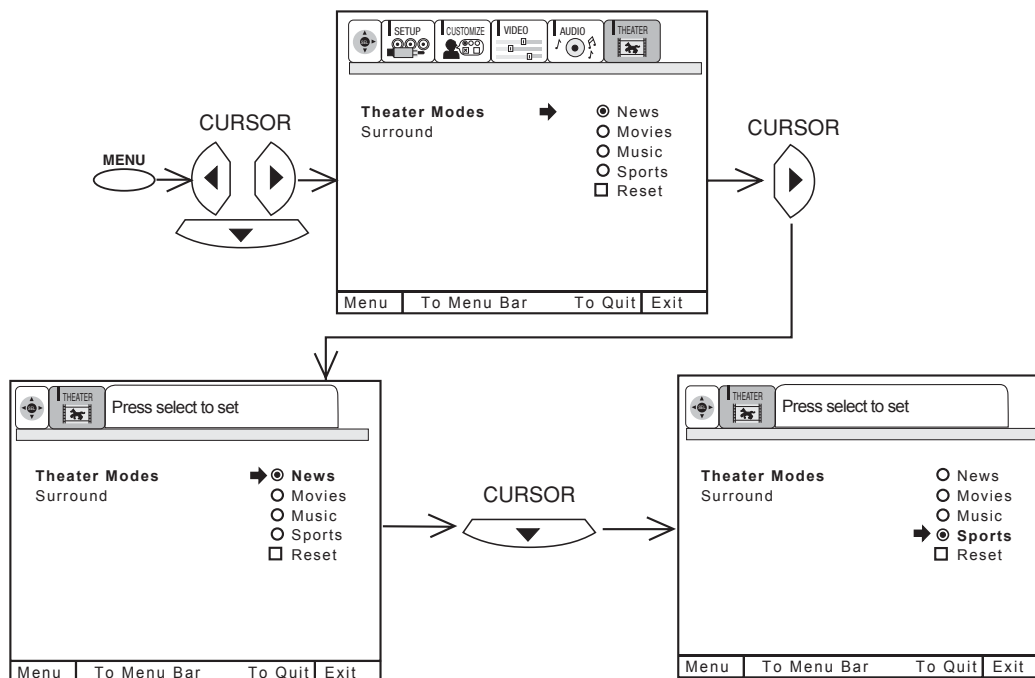 SETUP CUSTOMIZE VIDEO AUDIO THEATER
Theater Modes News
Surround Movies
Music
Sports
Reset
Menu To Menu Bar To Quit Exit
CURSOR
MENU
CURSOR
THEATER Press select to set
Theater Modes News
Surround Movies
Music
Sports
Reset
Menu To Menu Bar To Quit Exit
CURSOR
THEATER Press select to set
Theater Modes News
Surround Movies
Music
Sports
Reset
Menu To Menu Bar To Quit Exit